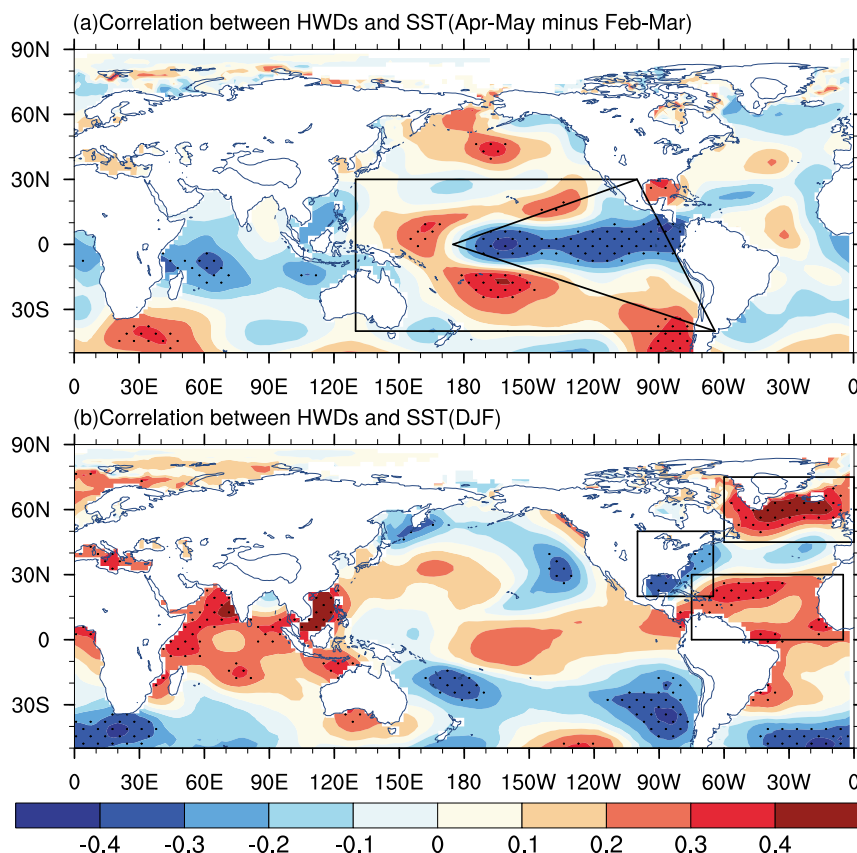 (a)Correlation between HWDs and SST(Apr-May minus Feb-Mar)
90N
60N
30N
0
30S
0 30E 60E 90E 120E 150E 180 150W 120W 90W 60W 30W 0
(b)Correlation between HWDs and SST(DJF)
90N
60N
30N
0
30S
0 30E 60E 90E 120E 150E 180 150W 120W 90W 60W 30W 0
-0.4 -0.3 -0.2 -0.1 0 0.1 0.2 0.3 0.4